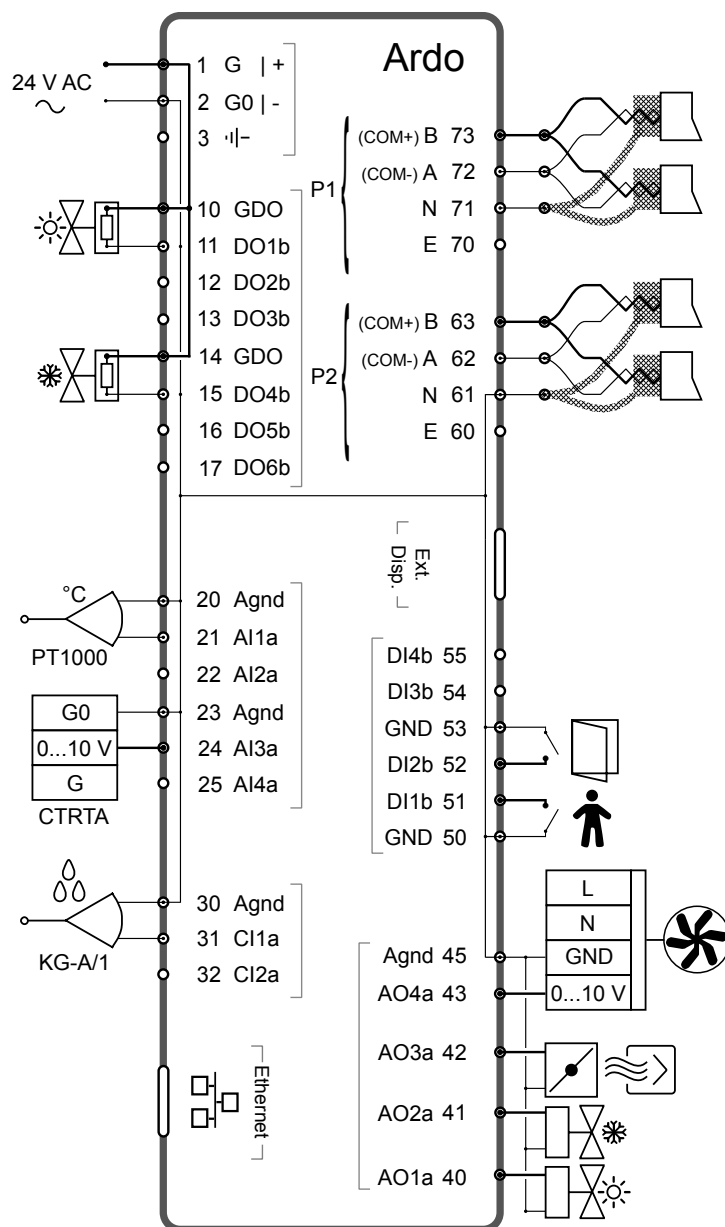 Ardo
24 V AC
1 G | +
2 G0 | -
3
10 GDO
11 DO1b
12 DO2b
13 DO3b
14 GDO
15 DO4b
16 DO5b
17 DO6b
P1
(COM+) B 73
(COM-) A 72
N 71
E 70
P2
(COM+) B 63
(COM-) A 62
N 61
E 60
Ext.
Disp.
°C
PT1000
20 Agnd
21 AI1a
22 AI2a
23 Agnd
24 AI3a
25 AI4a
G0
0...10 V
G
CTRTA
DI4b 55
DI3b 54
GND 53
DI2b 52
DI1b 51
GND 50
KG-A/1
30 Agnd
31 CI1a
32 CI2a
L
N
GND
0...10 V
Agnd 45
AO4a 43
AO3a 42
AO2a 41
AO1a 40
Ethernet